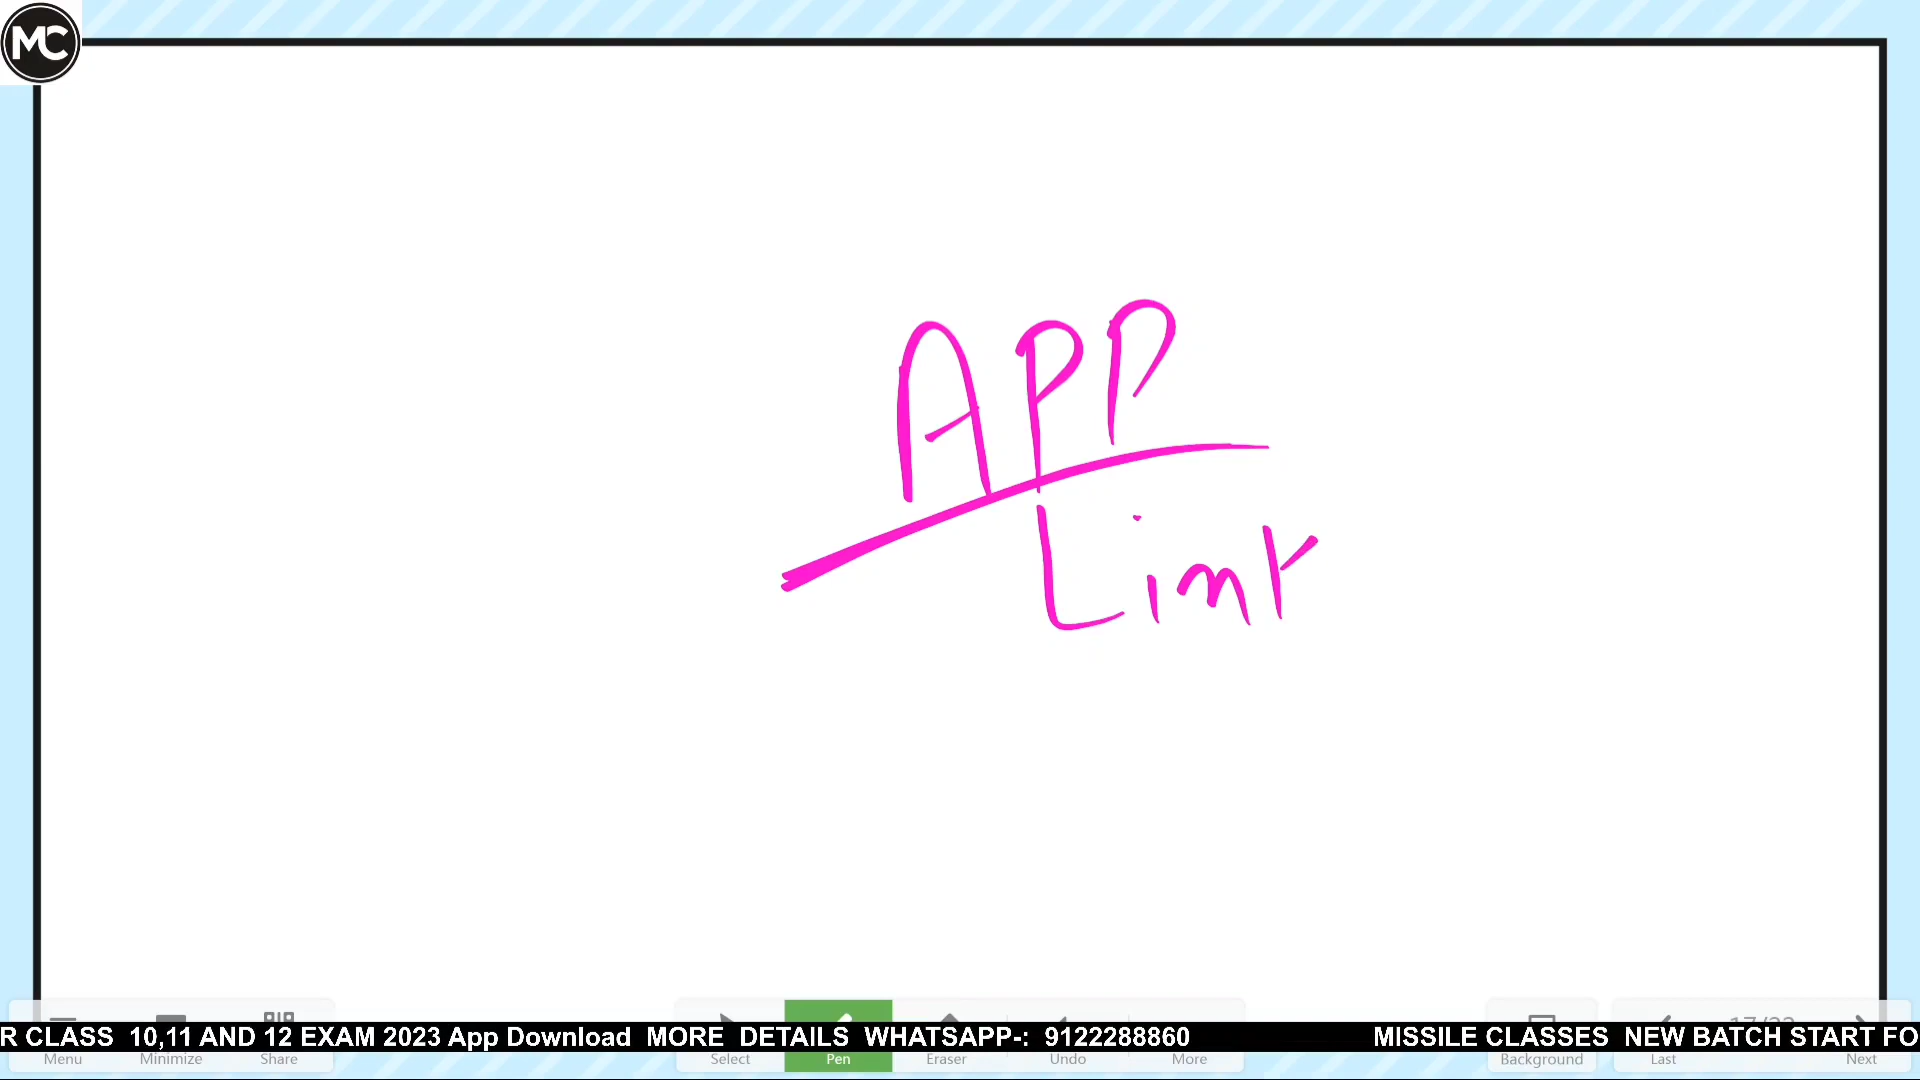 MC
APP
Link
R CLASS 10,11 AND 12 EXAM 2023 App Download MORE DETAILS WHATSAPP-: 9122288860 MISSILE CLASSES NEW BATCH START FO
Menu Minimize Share Select Pen Eraser Undo More Background Last Next